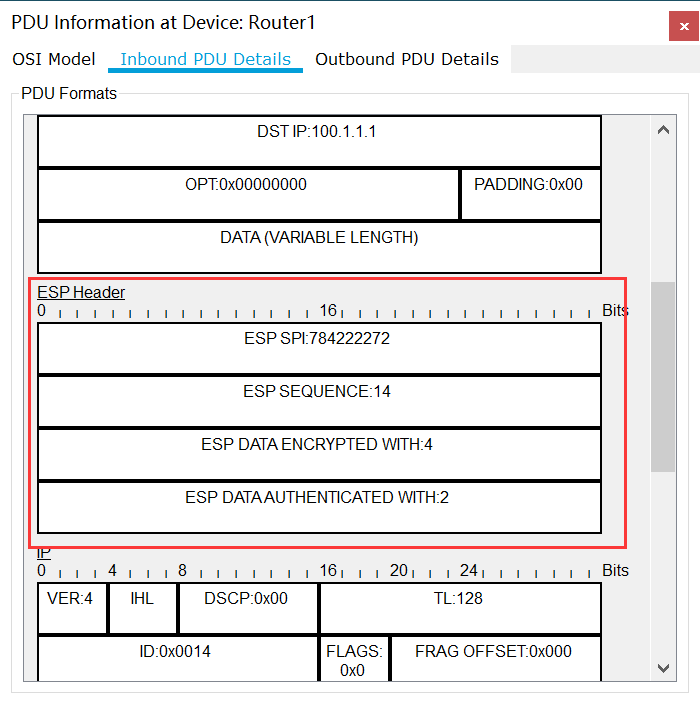 PDU Information at Device: Router1
×
OSI Model Inbound PDU Details Outbound PDU Details
PDU Formats
DST IP:100.1.1.1
OPT:0x00000000 PADDING:0x00
DATA (VARIABLE LENGTH)
ESP Header
0 16 Bits
ESP SPI:784222272
ESP SEQUENCE:14
ESP DATA ENCRYPTED WITH:4
ESP DATA AUTHENTICATED WITH:2
IP
0 4 8 16 20 24 Bits
VER:4 IHL DSCP:0x00 TL:128
ID:0x0014 FLAGS: FRAG OFFSET:0x000
0x0